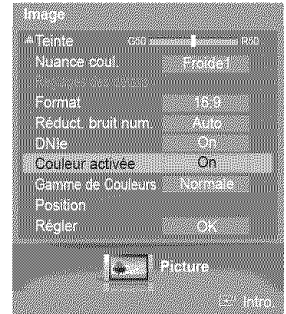 Image
Teinte G50 R50
Nuance coul. Froide1
Format 16:9
Réduct. bruit num. Auto
DNIe On
Couleur activée On
Gamme de Couleurs Normale
Position
Régler OK
Picture
Intro